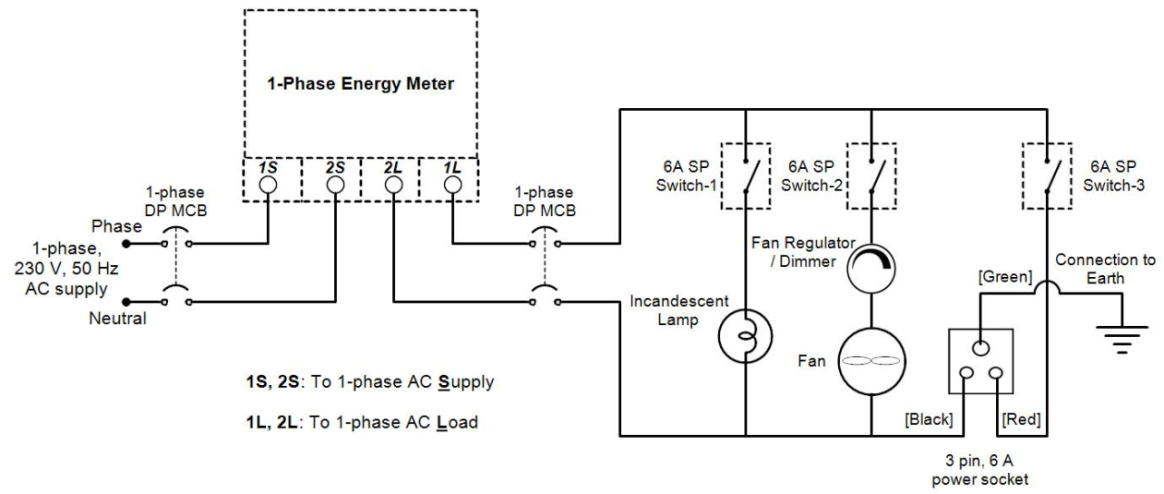 1-Phase Energy Meter
1S 2S 2L 1L
1-phase
DP MCB
1-phase
DP MCB
6A SP
Switch-1
6A SP
Switch-2
6A SP
Switch-3
Phase
1-phase,
230 V, 50 Hz
AC supply
Neutral
Fan Regulator
/ Dimmer
[Green]
Connection to
Earth
Incandescent
Lamp
Fan
1S, 2S: To 1-phase AC Supply
1L, 2L: To 1-phase AC Load
[Black]
[Red]
3 pin, 6 A
power socket